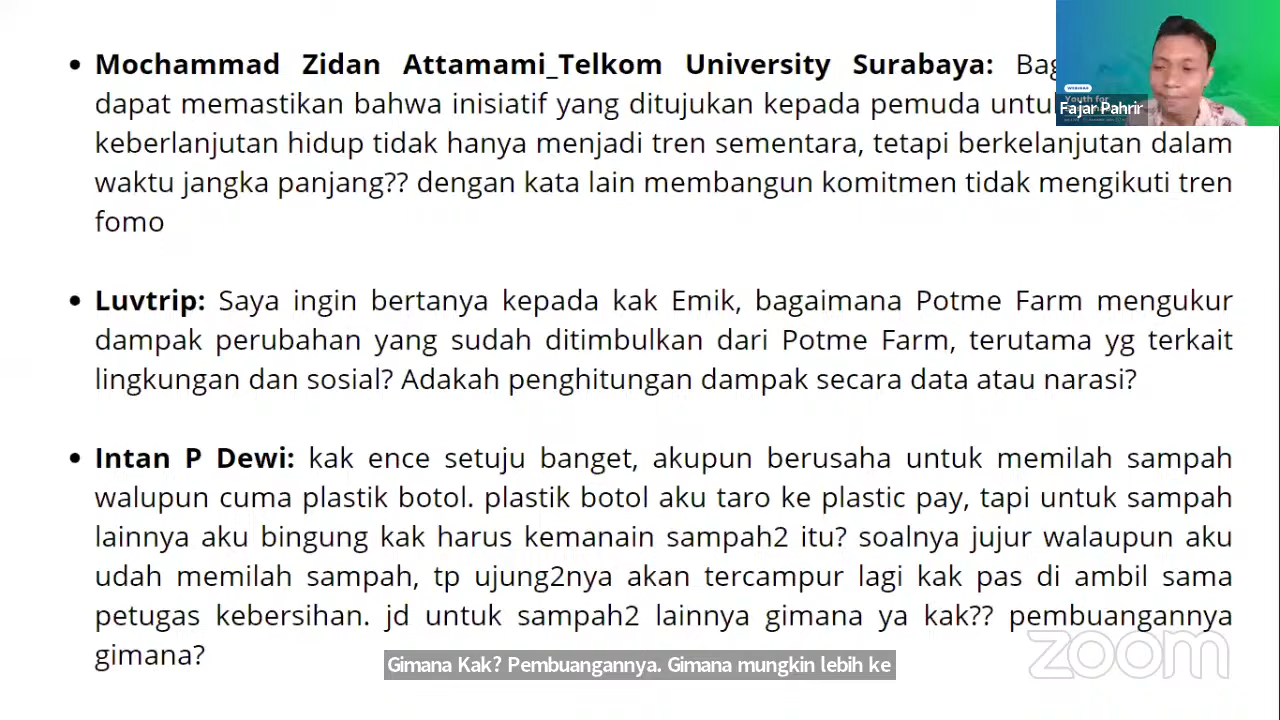 • Mochammad Zidan Attamami_Telkom University Surabaya:
dapat memastikan bahwa inisiatif yang ditujukan kepada pemuda
keberlanjutan hidup tidak hanya menjadi tren sementara, tetapi berkelanjutan dalam
waktu jangka panjang?? dengan kata lain membangun komitmen tidak mengikuti tren
fomo
• Luvtrip: Saya ingin bertanya kepada kak Emik, bagaimana Potme Farm mengukur
dampak perubahan yang sudah ditimbulkan dari Potme Farm, terutama yg terkait
lingkungan dan sosial? Adakah penghitungan dampak secara data atau narasi?
• Intan P Dewi: kak ence setuju banget, akupun berusaha untuk memilah sampah
walupun cuma plastik botol. plastik botol aku taro ke plastic pay, tapi untuk sampah
lainnya aku bingung kak harus kemanain sampah2 itu? soalnya jujur walaupun aku
udah memilah sampah, tp ujung2nya akan tercampur lagi kak pas di ambil sama
petugas kebersihan. jd untuk sampah2 lainnya gimana ya kak?? pembuangannya
gimana?
WEBINAR
Youth for
Fajar Pahrir
Gimana Kak? Pembuangannya. Gimana mungkin lebih ke
zoom